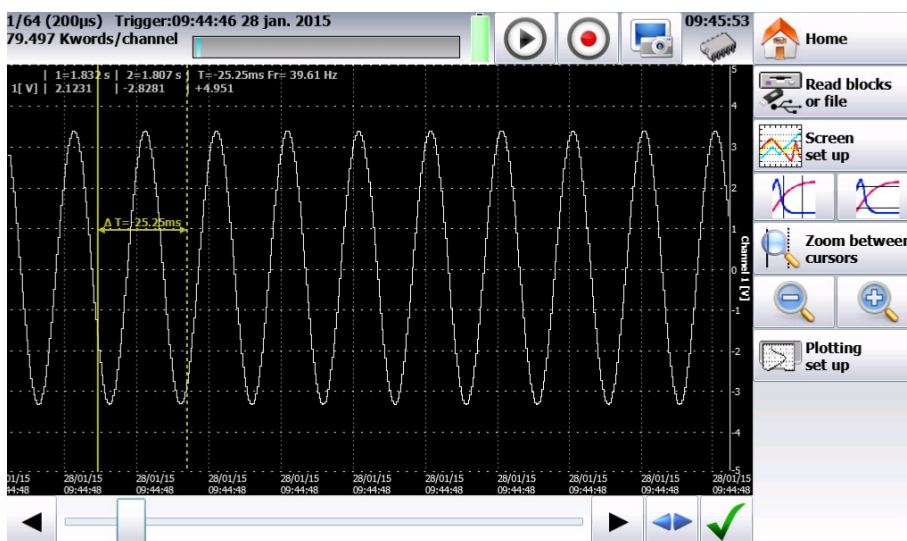 1/64 (200µs) Trigger:09:44:46 28 jan. 2015
79.497 Kwords/channel
09:45:53
| 1=1.832 s | 2=1.807 s | T=-25.25ms Fr= 39.61 Hz
1[ V] | 2.1231 | -2.8281 | +4.951
Δ T=-25.25ms
5
4
3
2
1
0
-1
-2
-3
-4
-5
Channel 1 [V]
01/15 28/01/15 28/01/15 28/01/15 28/01/15 28/01/15 28/01/15 28/01/15 28/01/15 28/01/15 28/01/15
44:48 09:44:48 09:44:48 09:44:48 09:44:48 09:44:48 09:44:48 09:44:48 09:44:48 09:44:48 09:44:48
Home
Read blocks
or file
Screen
set up
Zoom between
cursors
Plotting
set up